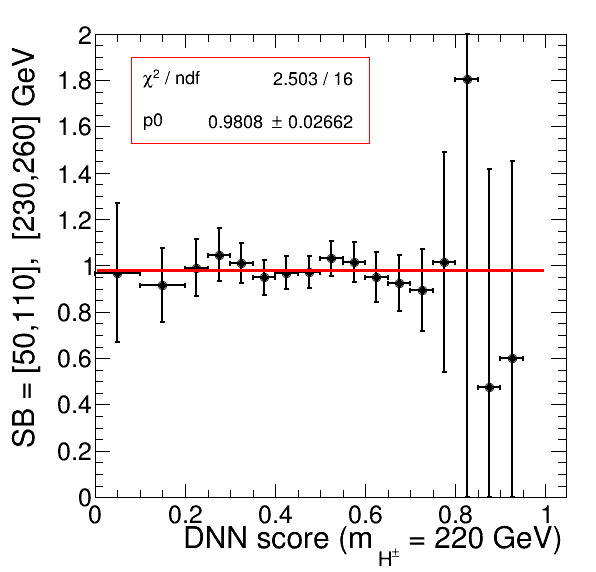 SB = [50,110], [230,260] GeV
2
1.8
1.6
1.4
1.2
1
0.8
0.6
0.4
0.2
0
χ² / ndf 2.503 / 16
p0 0.9808 ± 0.02662
0 0.2 0.4 0.6 0.8 1
DNN score (m_H± = 220 GeV)